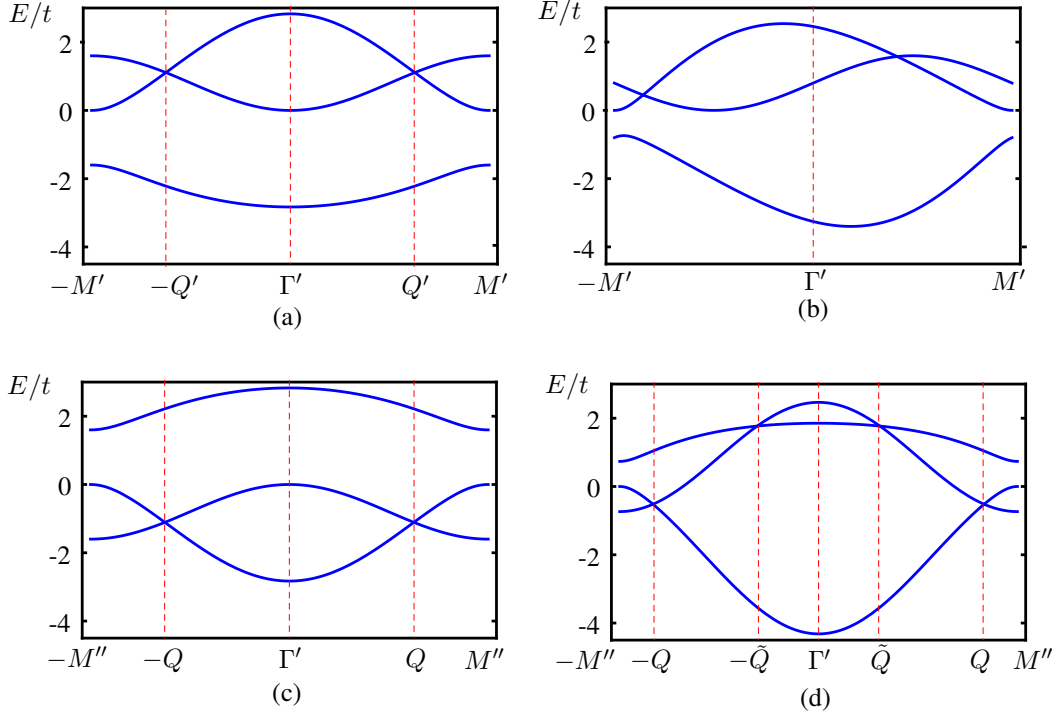 E/t
2
0
-2
-4
−M′ −Q′ Γ′ Q′ M′
(a)
E/t
2
0
-2
-4
−M′ Γ′ M′
(b)
E/t
2
0
-2
-4
−M″ −Q Γ′ Q M″
(c)
E/t
2
0
-2
-4
−M″ −Q −Q̃ Γ′ Q̃ Q M″
(d)